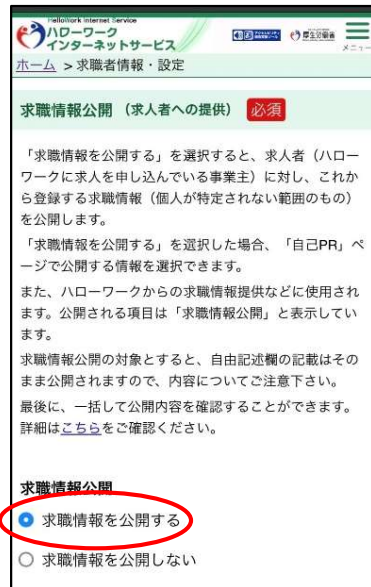 HelloWork Internet Service
ハローワーク
インターネットサービス
厚生労働省
メニュー
ホーム > 求職者情報・設定
求職情報公開 （求人者への提供） 必須
「求職情報を公開する」を選択すると、求人者（ハロー
ワークに求人を申し込んでいる事業主）に対し、これか
ら登録する求職情報（個人が特定されない範囲のもの）
を公開します。
「求職情報を公開する」を選択した場合、「自己PR」ペ
ージで公開する情報を選択できます。
また、ハローワークからの求職情報提供などに使用され
ます。公開される項目は「求職情報公開」と表示してい
ます。
求職情報公開の対象とすると、自由記述欄の記載はその
まま公開されますので、内容についてご注意下さい。
最後に、一括して公開内容を確認することができます。
詳細はこちらをご確認ください。
求職情報公開
求職情報を公開する
求職情報を公開しない